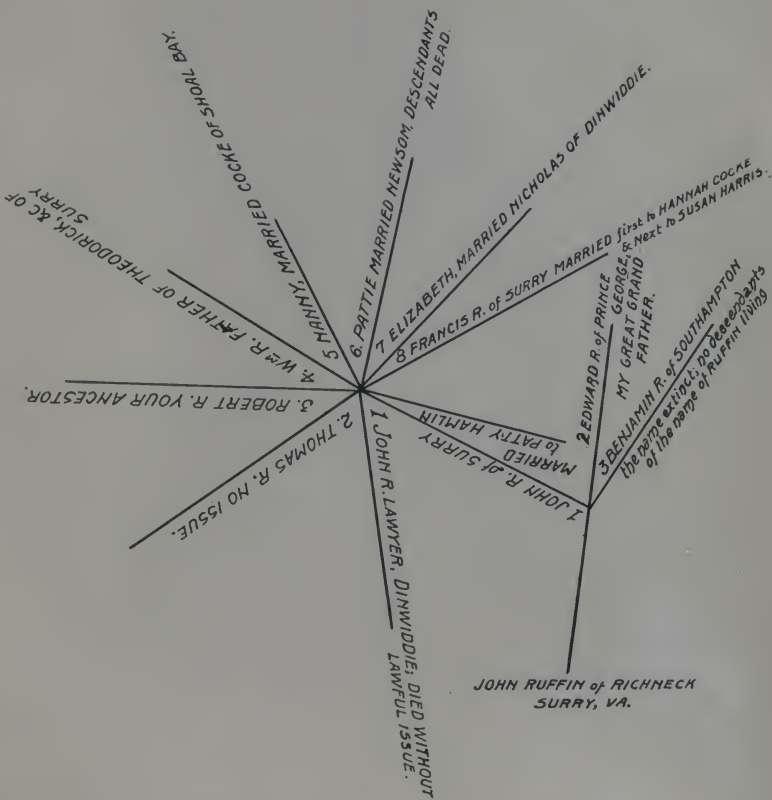 JOHN RUFFIN of RICHNECK
SURRY, VA.
1 JOHN R. of SURRY
MARRIED
to PATTY HAMLIN
2 EDWARD R. of PRINCE
GEORGE,
MY GREAT GRAND
FATHER.
3 BENJAMIN R. OF SOUTHAMPTON
the name extinct; no descendants
of the name of RUFFIN living
1 JOHN R. LAWYER, DINWIDDIE; DIED WITHOUT
LAWFUL ISSUE.
2. THOMAS R. NO ISSUE.
3. ROBERT R. YOUR ANCESTOR.
4. Wm R. FATHER OF THEODORICK, &C OF
SURRY
5 HANNY, MARRIED COCKE OF SHOAL BAY.
6. PATTIE MARRIED NEWSOM, DESCENDANTS
ALL DEAD.
7 ELIZABETH, MARRIED NICHOLAS OF DINWIDDIE.
8 FRANCIS R. of SURRY MARRIED first to HANNAH COCKE
& Next to SUSAN HARRIS.